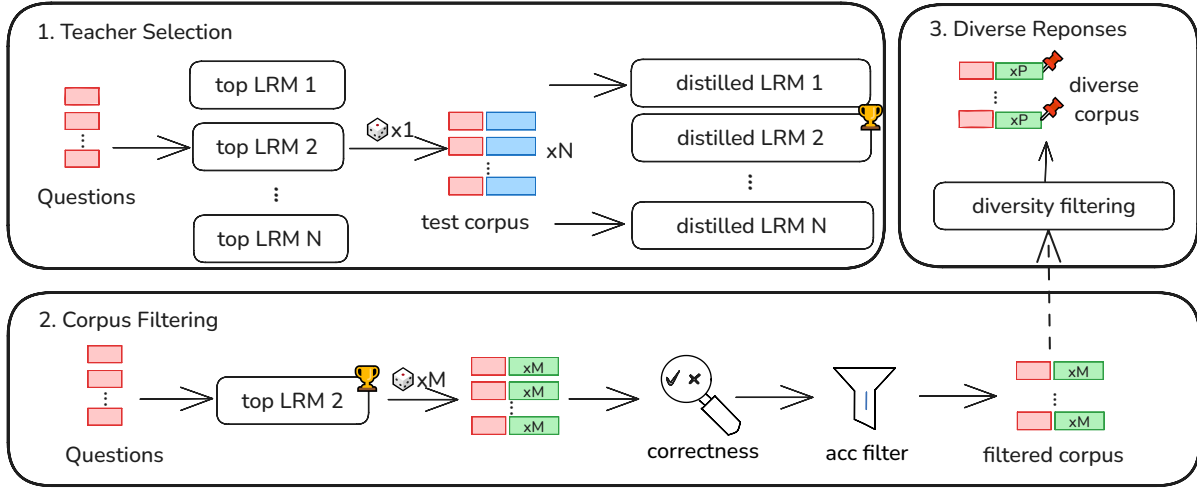 1. Teacher Selection
top LRM 1
top LRM 2
top LRM N
Questions
x1
xN
test corpus
distilled LRM 1
distilled LRM 2
distilled LRM N
3. Diverse Reponses
xP
xP
diverse
corpus
diversity filtering
2. Corpus Filtering
Questions
top LRM 2
xM
xM
xM
xM
correctness
acc filter
xM
xM
filtered corpus